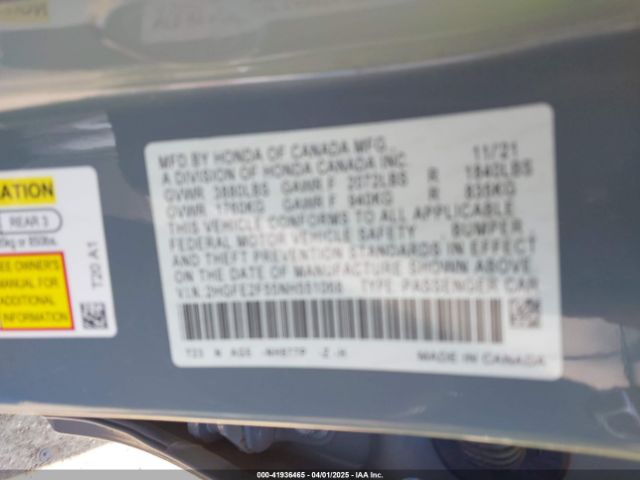 MFD BY HONDA OF CANADA MFG., 11/21
A DIVISION OF HONDA CANADA INC.
GVWR 3880LBS GAWR F 2072LBS R 1840LBS
GVWR 1760KG GAWR F 940KG R 835KG
THIS VEHICLE CONFORMS TO ALL APPLICABLE
FEDERAL MOTOR VEHICLE SAFETY, BUMPER,
AND THEFT PREVENTION STANDARDS IN EFFECT
ON THE DATE OF MANUFACTURE SHOWN ABOVE.
V.I.N. TYPE: PASSENGER CAR
MADE IN CANADA
REAR 3
T20 A1
000-41936465 | 04/01/2025 | IAA Inc.